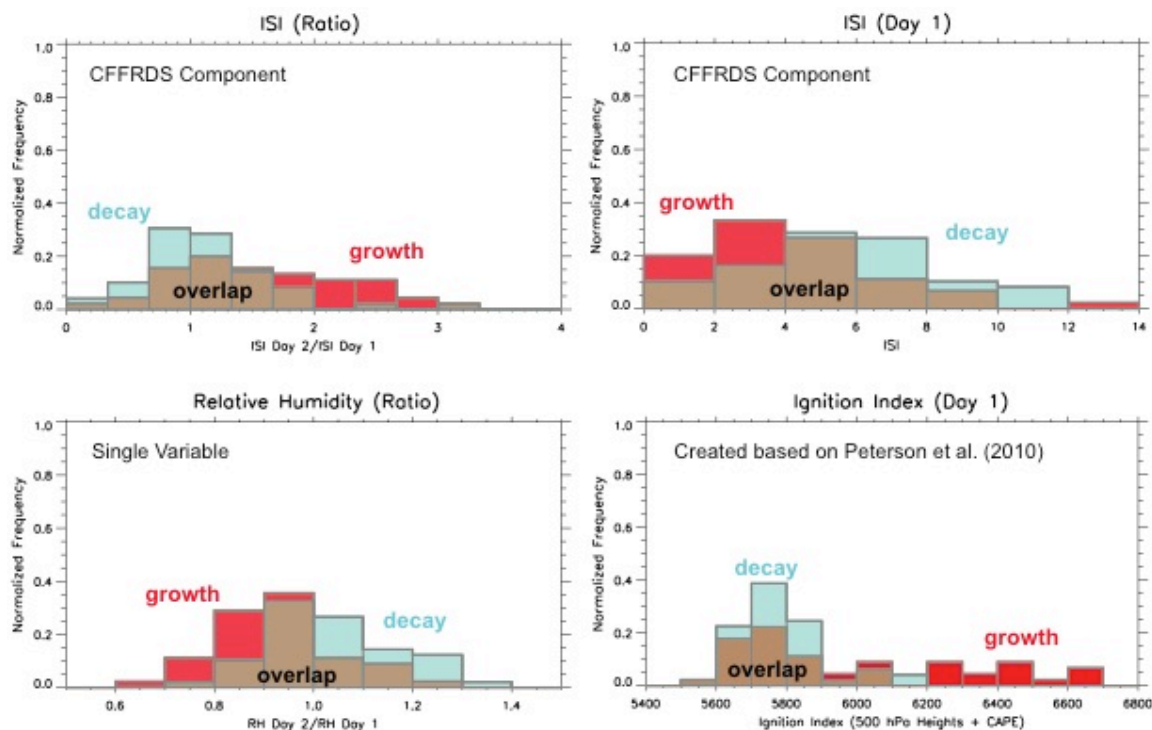 ISI (Ratio)
CFFRDS Component
Normalized Frequency
1.0
0.8
0.6
0.4
0.2
0.0
decay
growth
overlap
0 1 2 3 4
ISI Day 2/ISI Day 1
ISI (Day 1)
CFFRDS Component
Normalized Frequency
1.0
0.8
0.6
0.4
0.2
0.0
growth
decay
overlap
0 2 4 6 8 10 12 14
ISI
Relative Humidity (Ratio)
Single Variable
Normalized Frequency
1.0
0.8
0.6
0.4
0.2
0.0
growth
decay
overlap
0.6 0.8 1.0 1.2 1.4
RH Day 2/RH Day 1
Ignition Index (Day 1)
Created based on Peterson et al. (2010)
Normalized Frequency
1.0
0.8
0.6
0.4
0.2
0.0
decay
growth
overlap
5400 5600 5800 6000 6200 6400 6600 6800
Ignition Index (500 hPa Heights + CAPE)